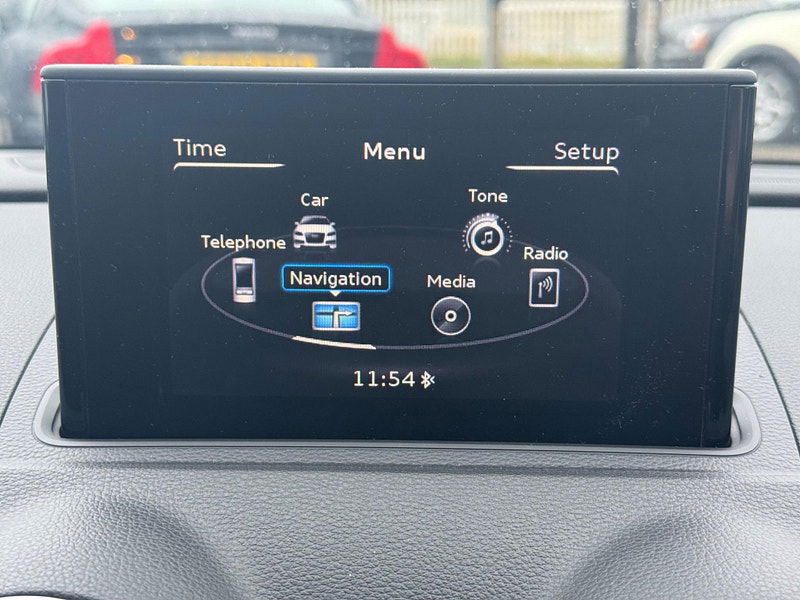 Time Menu Setup
Car Tone
Telephone Radio
Navigation Media
11:54